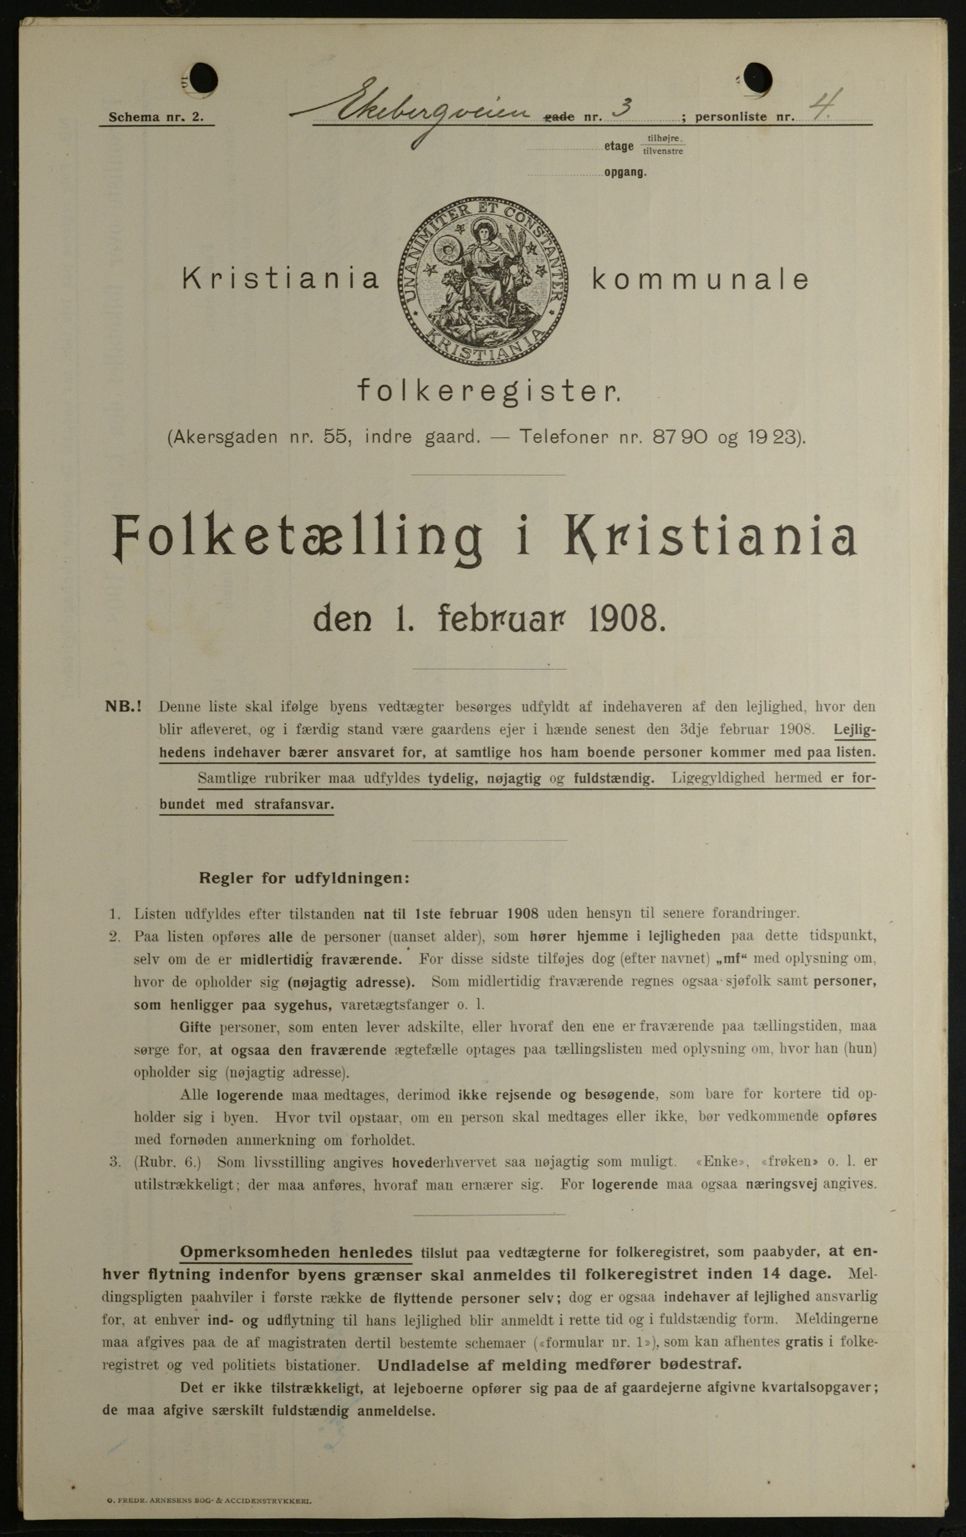 Schema nr. 2. Ekebergveien gade nr. 3 ; personliste nr. 4.
etage tilhøjre.
tilvenstre
opgang.
UNANIMITER ET CONSTANTER
KRISTIANIA
Kristiania kommunale
folkeregister.
(Akersgaden nr. 55, indre gaard. — Telefoner nr. 87 90 og 19 23).
Folketælling i Kristiania
den 1. februar 1908.
NB.! Denne liste skal ifølge byens vedtægter besørges udfyldt af indehaveren af den lejlighed, hvor den
blir afleveret, og i færdig stand være gaardens ejer i hænde senest den 3dje februar 1908. Lejlig-
hedens indehaver bærer ansvaret for, at samtlige hos ham boende personer kommer med paa listen.
Samtlige rubriker maa udfyldes tydelig, nøjagtig og fuldstændig. Ligegyldighed hermed er for-
bundet med strafansvar.
Regler for udfyldningen:
1. Listen udfyldes efter tilstanden nat til 1ste februar 1908 uden hensyn til senere forandringer.
2. Paa listen opføres alle de personer (uanset alder), som hører hjemme i lejligheden paa dette tidspunkt,
selv om de er midlertidig fraværende. For disse sidste tilføjes dog (efter navnet) „mf“ med oplysning om,
hvor de opholder sig (nøjagtig adresse). Som midlertidig fraværende regnes ogsaa sjøfolk samt personer,
som henligger paa sygehus, varetægtsfanger o. l.
Gifte personer, som enten lever adskilte, eller hvoraf den ene er fraværende paa tællingstiden, maa
sørge for, at ogsaa den fraværende ægtefælle optages paa tællingslisten med oplysning om, hvor han (hun)
opholder sig (nøjagtig adresse).
Alle logerende maa medtages, derimod ikke rejsende og besøgende, som bare for kortere tid op-
holder sig i byen. Hvor tvil opstaar, om en person skal medtages eller ikke, bør vedkommende opføres
med fornøden anmerkning om forholdet.
3. (Rubr. 6.) Som livsstilling angives hovederhvervet saa nøjagtig som muligt. «Enke», «frøken» o. l. er
utilstrækkeligt; der maa anføres, hvoraf man ernærer sig. For logerende maa ogsaa næringsvej angives.
Opmerksomheden henledes tilslut paa vedtægterne for folkeregistret, som paabyder, at en-
hver flytning indenfor byens grænser skal anmeldes til folkeregistret inden 14 dage. Mel-
dingspligten paahviler i første række de flyttende personer selv; dog er ogsaa indehaver af lejlighed ansvarlig
for, at enhver ind- og udflytning til hans lejlighed blir anmeldt i rette tid og i fuldstændig form. Meldingerne
maa afgives paa de af magistraten dertil bestemte schemaer («formular nr. 1»), som kan afhentes gratis i folke-
registret og ved politiets bistationer. Undladelse af melding medfører bødestraf.
Det er ikke tilstrækkeligt, at lejeboerne opfører sig paa de af gaardejerne afgivne kvartalsopgaver;
de maa afgive særskilt fuldstændig anmeldelse.
O. FREDR. ARNESENS BOG- & ACCIDENSTRYKKERI.